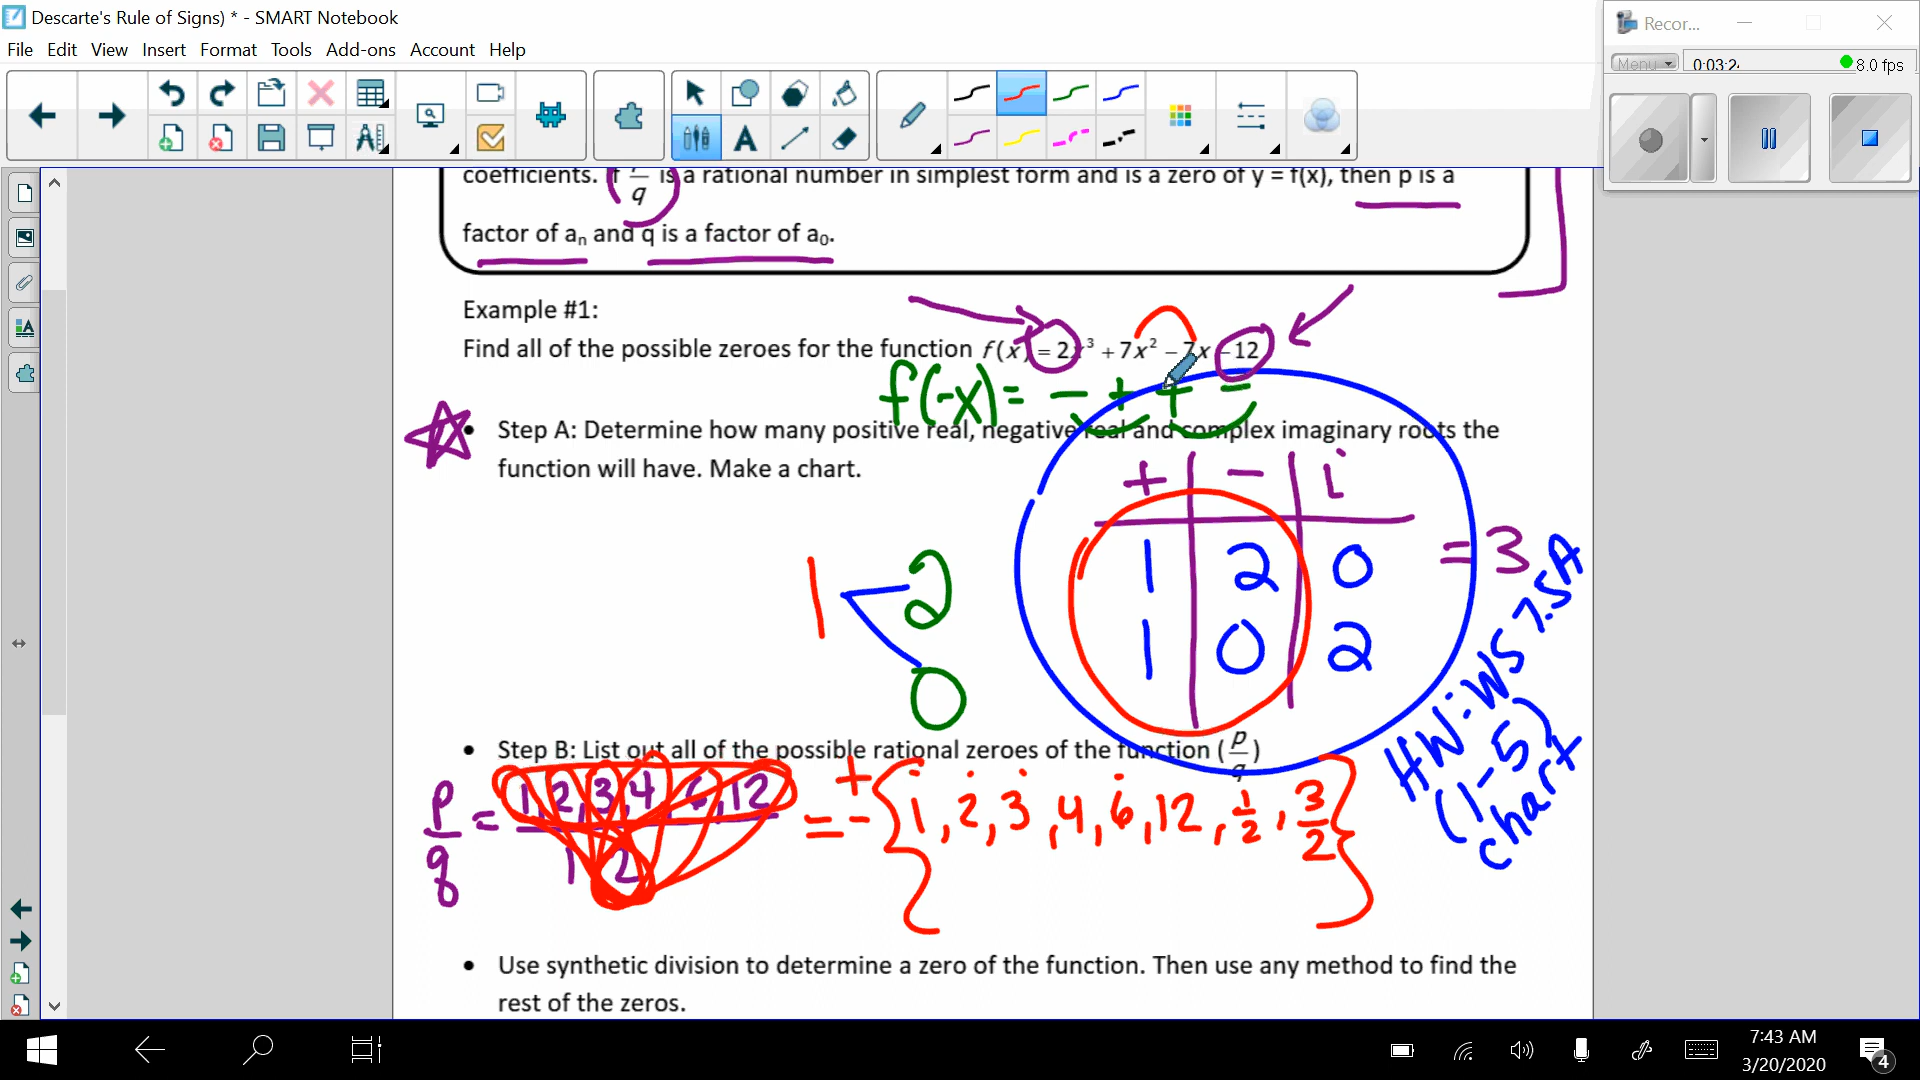 Descarte's Rule of Signs) * - SMART Notebook
File Edit View Insert Format Tools Add-ons Account Help
Recor...
Menu 0:03:24 8.0 fps
coefficients. If p/q is a rational number in simplest form and is a zero of y = f(x), then p is a
factor of aₙ and q is a factor of a₀.
Example #1:
Find all of the possible zeroes for the function f(x) = 2x³ + 7x² − 7x − 12
f(-x) = - + + -
Step A: Determine how many positive real, negative real and complex imaginary roots the
function will have. Make a chart.
+ - i
1 2 0 = 3
1 0 2
1 2
0
HW: WS 7.5A
(1-5)
chart
Step B: List out all of the possible rational zeroes of the function (p/q)
p/q = 1, 2, 3, 4, 6, 12 / 1 2 = ± {1, 2, 3, 4, 6, 12, 1/2, 3/2}
Use synthetic division to determine a zero of the function. Then use any method to find the
rest of the zeros.
7:43 AM
3/20/2020
4